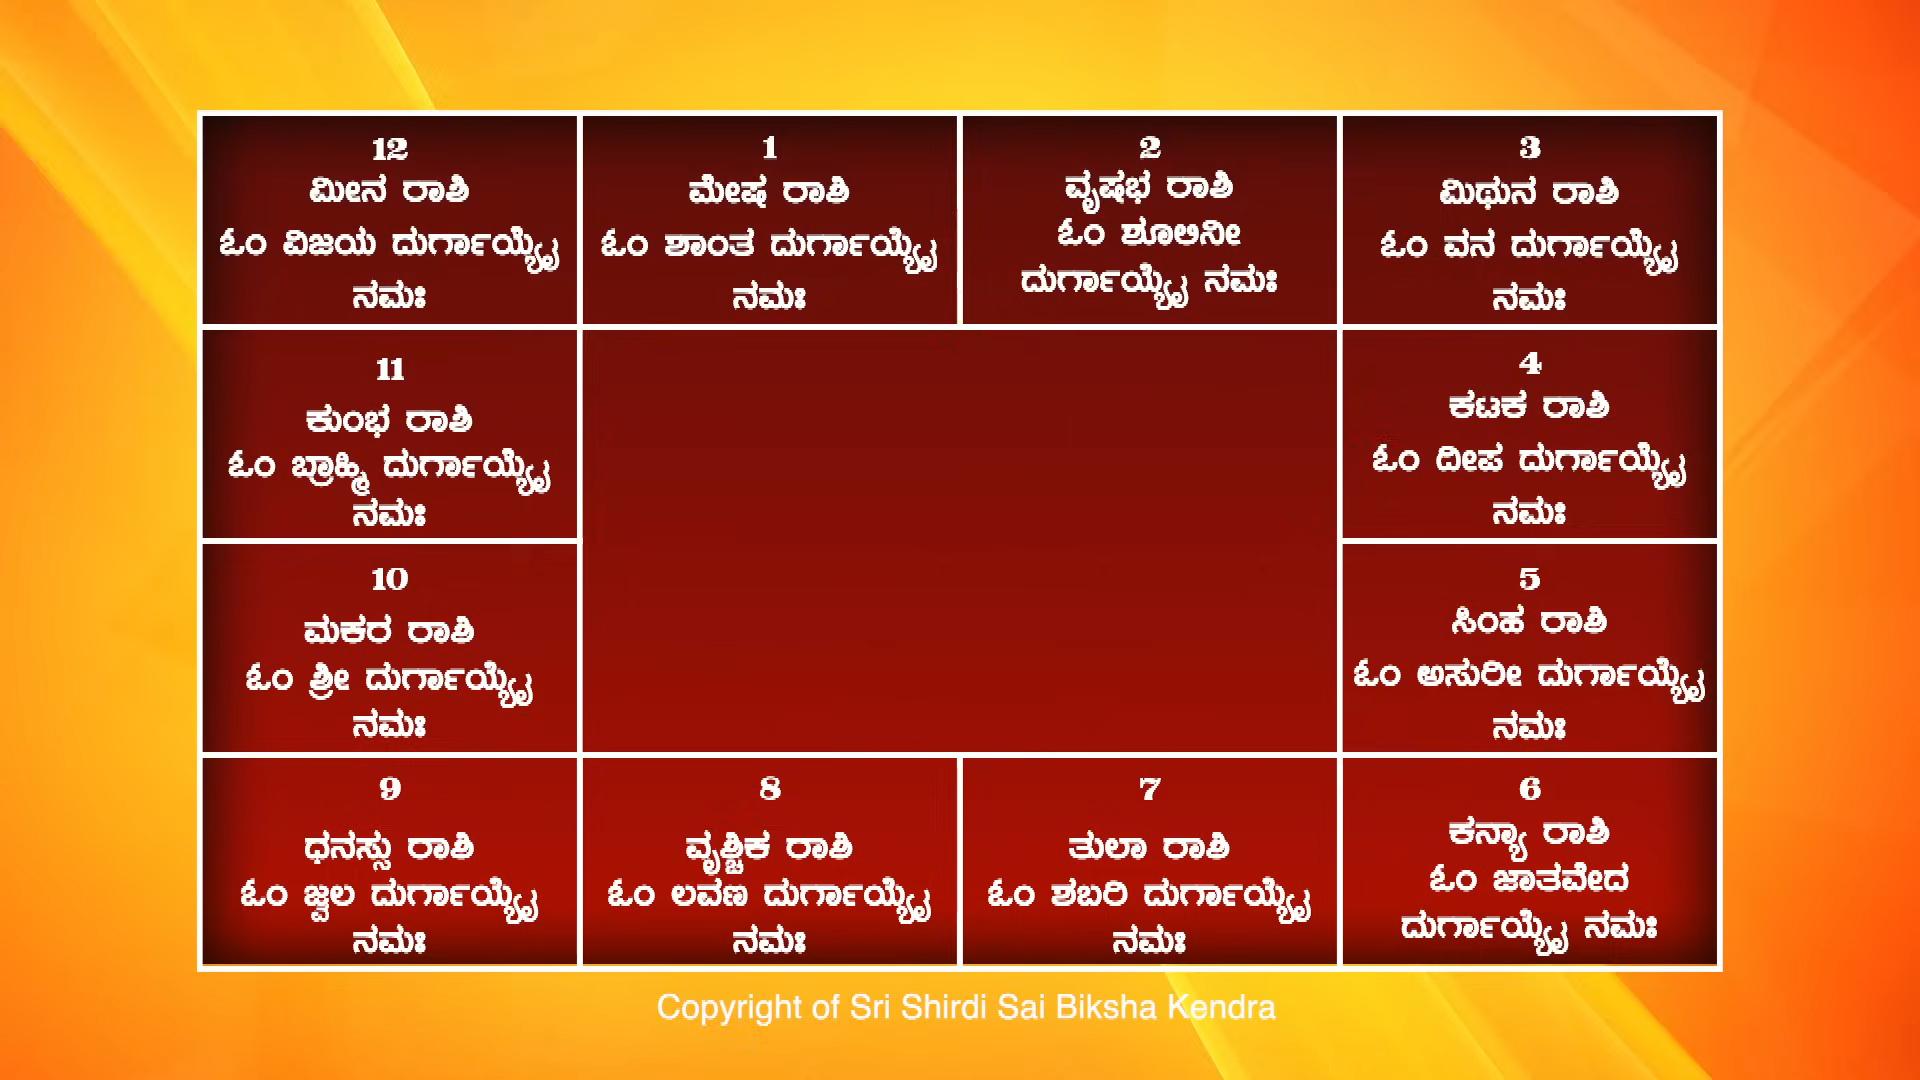 12
ಮೀನ ರಾಶಿ
ಓಂ ವಿಜಯ ದುರ್ಗಾಯ್ಯೈ
ನಮಃ
1
ಮೇಷ ರಾಶಿ
ಓಂ ಶಾಂತ ದುರ್ಗಾಯ್ಯೈ
ನಮಃ
2
ವೃಷಭ ರಾಶಿ
ಓಂ ಶೂಲಿನೀ
ದುರ್ಗಾಯ್ಯೈ ನಮಃ
3
ಮಿಥುನ ರಾಶಿ
ಓಂ ವನ ದುರ್ಗಾಯ್ಯೈ
ನಮಃ
11
ಕುಂಭ ರಾಶಿ
ಓಂ ಬ್ರಾಹ್ಮಿ ದುರ್ಗಾಯ್ಯೈ
ನಮಃ
4
ಕಟಕ ರಾಶಿ
ಓಂ ದೀಪ ದುರ್ಗಾಯ್ಯೈ
ನಮಃ
10
ಮಕರ ರಾಶಿ
ಓಂ ಶ್ರೀ ದುರ್ಗಾಯ್ಯೈ
ನಮಃ
5
ಸಿಂಹ ರಾಶಿ
ಓಂ ಅಸುರೀ ದುರ್ಗಾಯ್ಯೈ
ನಮಃ
9
ಧನಸ್ಸು ರಾಶಿ
ಓಂ ಜ್ವಲ ದುರ್ಗಾಯ್ಯೈ
ನಮಃ
8
ವೃಶ್ಚಿಕ ರಾಶಿ
ಓಂ ಲವಣ ದುರ್ಗಾಯ್ಯೈ
ನಮಃ
7
ತುಲಾ ರಾಶಿ
ಓಂ ಶಬರಿ ದುರ್ಗಾಯ್ಯೈ
ನಮಃ
6
ಕನ್ಯಾ ರಾಶಿ
ಓಂ ಜಾತವೇದ
ದುರ್ಗಾಯ್ಯೈ ನಮಃ
Copyright of Sri Shirdi Sai Biksha Kendra